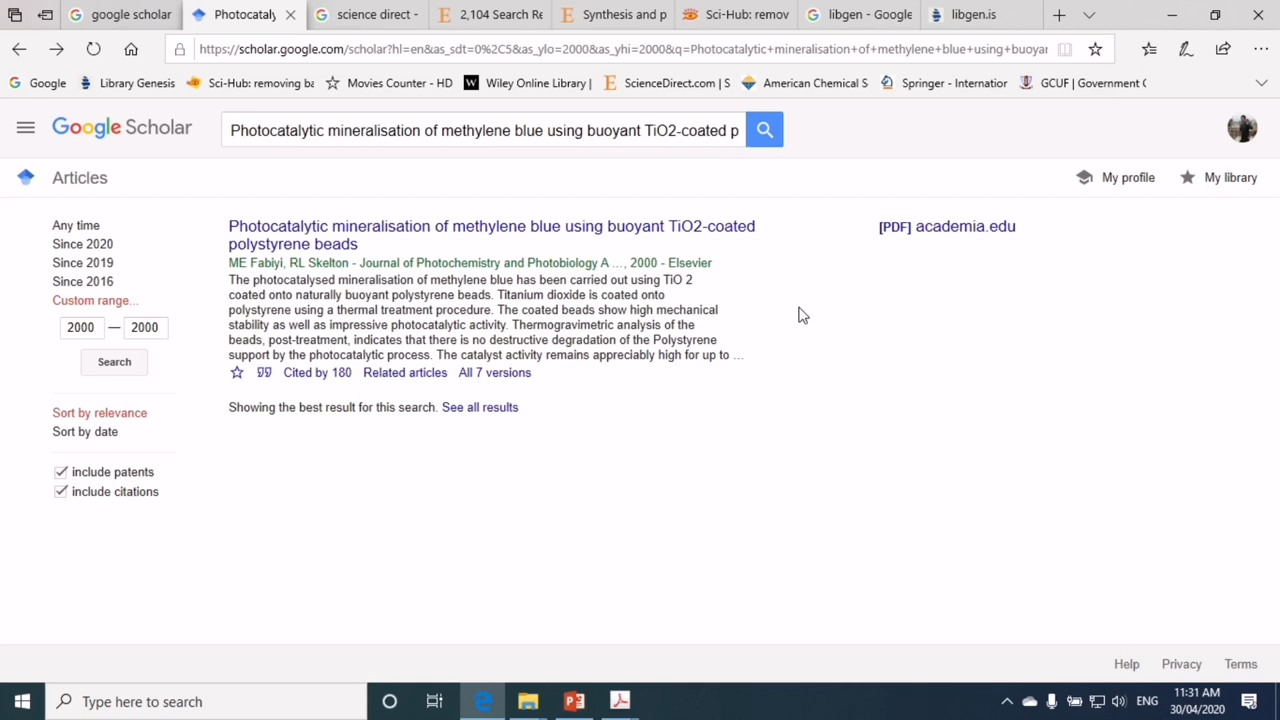 google scholar
Photocataly
science direct -
2,104 Search Re
Synthesis and p
Sci-Hub: remov
libgen - Google
libgen.is
https://scholar.google.com/scholar?hl=en&as_sdt=0%2C5&as_ylo=2000&as_yhi=2000&q=Photocatalytic+mineralisation+of+methylene+blue+using+buoyar
Google
Library Genesis
Sci-Hub: removing ba
Movies Counter - HD
W Wiley Online Library |
ScienceDirect.com | S
American Chemical S
Springer - Internatior
GCUF | Government (
Google Scholar
Photocatalytic mineralisation of methylene blue using buoyant TiO2-coated p
Articles
My profile
My library
Any time
Since 2020
Since 2019
Since 2016
Custom range...
2000 — 2000
Search
Sort by relevance
Sort by date
include patents
include citations
Photocatalytic mineralisation of methylene blue using buoyant TiO2-coated
polystyrene beads
ME Fabiyi, RL Skelton - Journal of Photochemistry and Photobiology A …, 2000 - Elsevier
The photocatalysed mineralisation of methylene blue has been carried out using TiO 2
coated onto naturally buoyant polystyrene beads. Titanium dioxide is coated onto
polystyrene using a thermal treatment procedure. The coated beads show high mechanical
stability as well as impressive photocatalytic activity. Thermogravimetric analysis of the
beads, post-treatment, indicates that there is no destructive degradation of the Polystyrene
support by the photocatalytic process. The catalyst activity remains appreciably high for up to …
Cited by 180 Related articles All 7 versions
[PDF] academia.edu
Showing the best result for this search. See all results
Help Privacy Terms
Type here to search
ENG
11:31 AM
30/04/2020